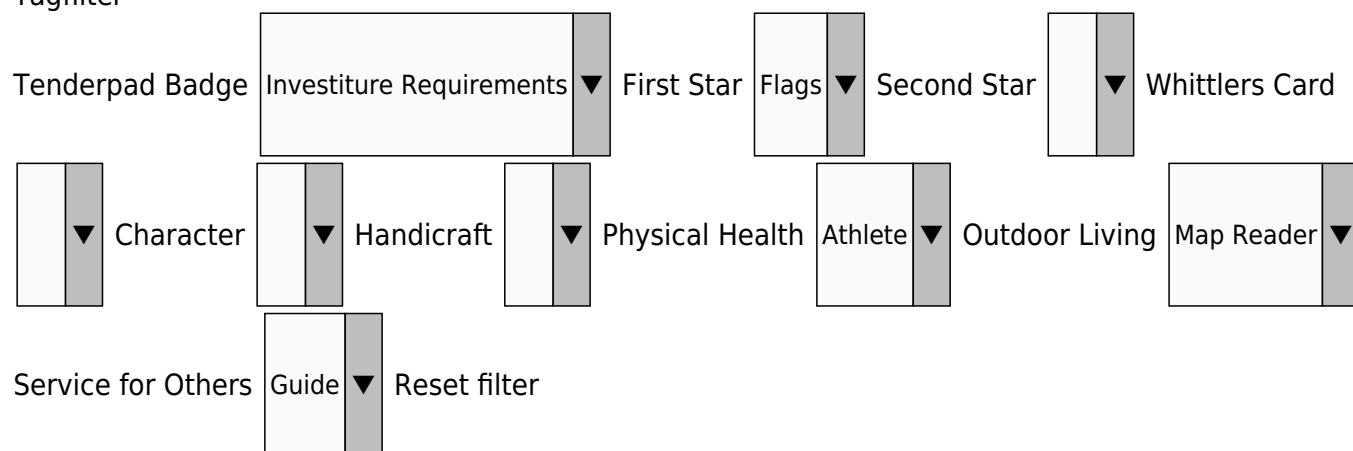 Tenderpad Badge Investiture Requirements ▼ First Star Flags ▼ Second Star ▼ Whittlers Card
▼ Character ▼ Handicraft ▼ Physical Health Athlete ▼ Outdoor Living Map Reader ▼
Service for Others Guide ▼ Reset filter